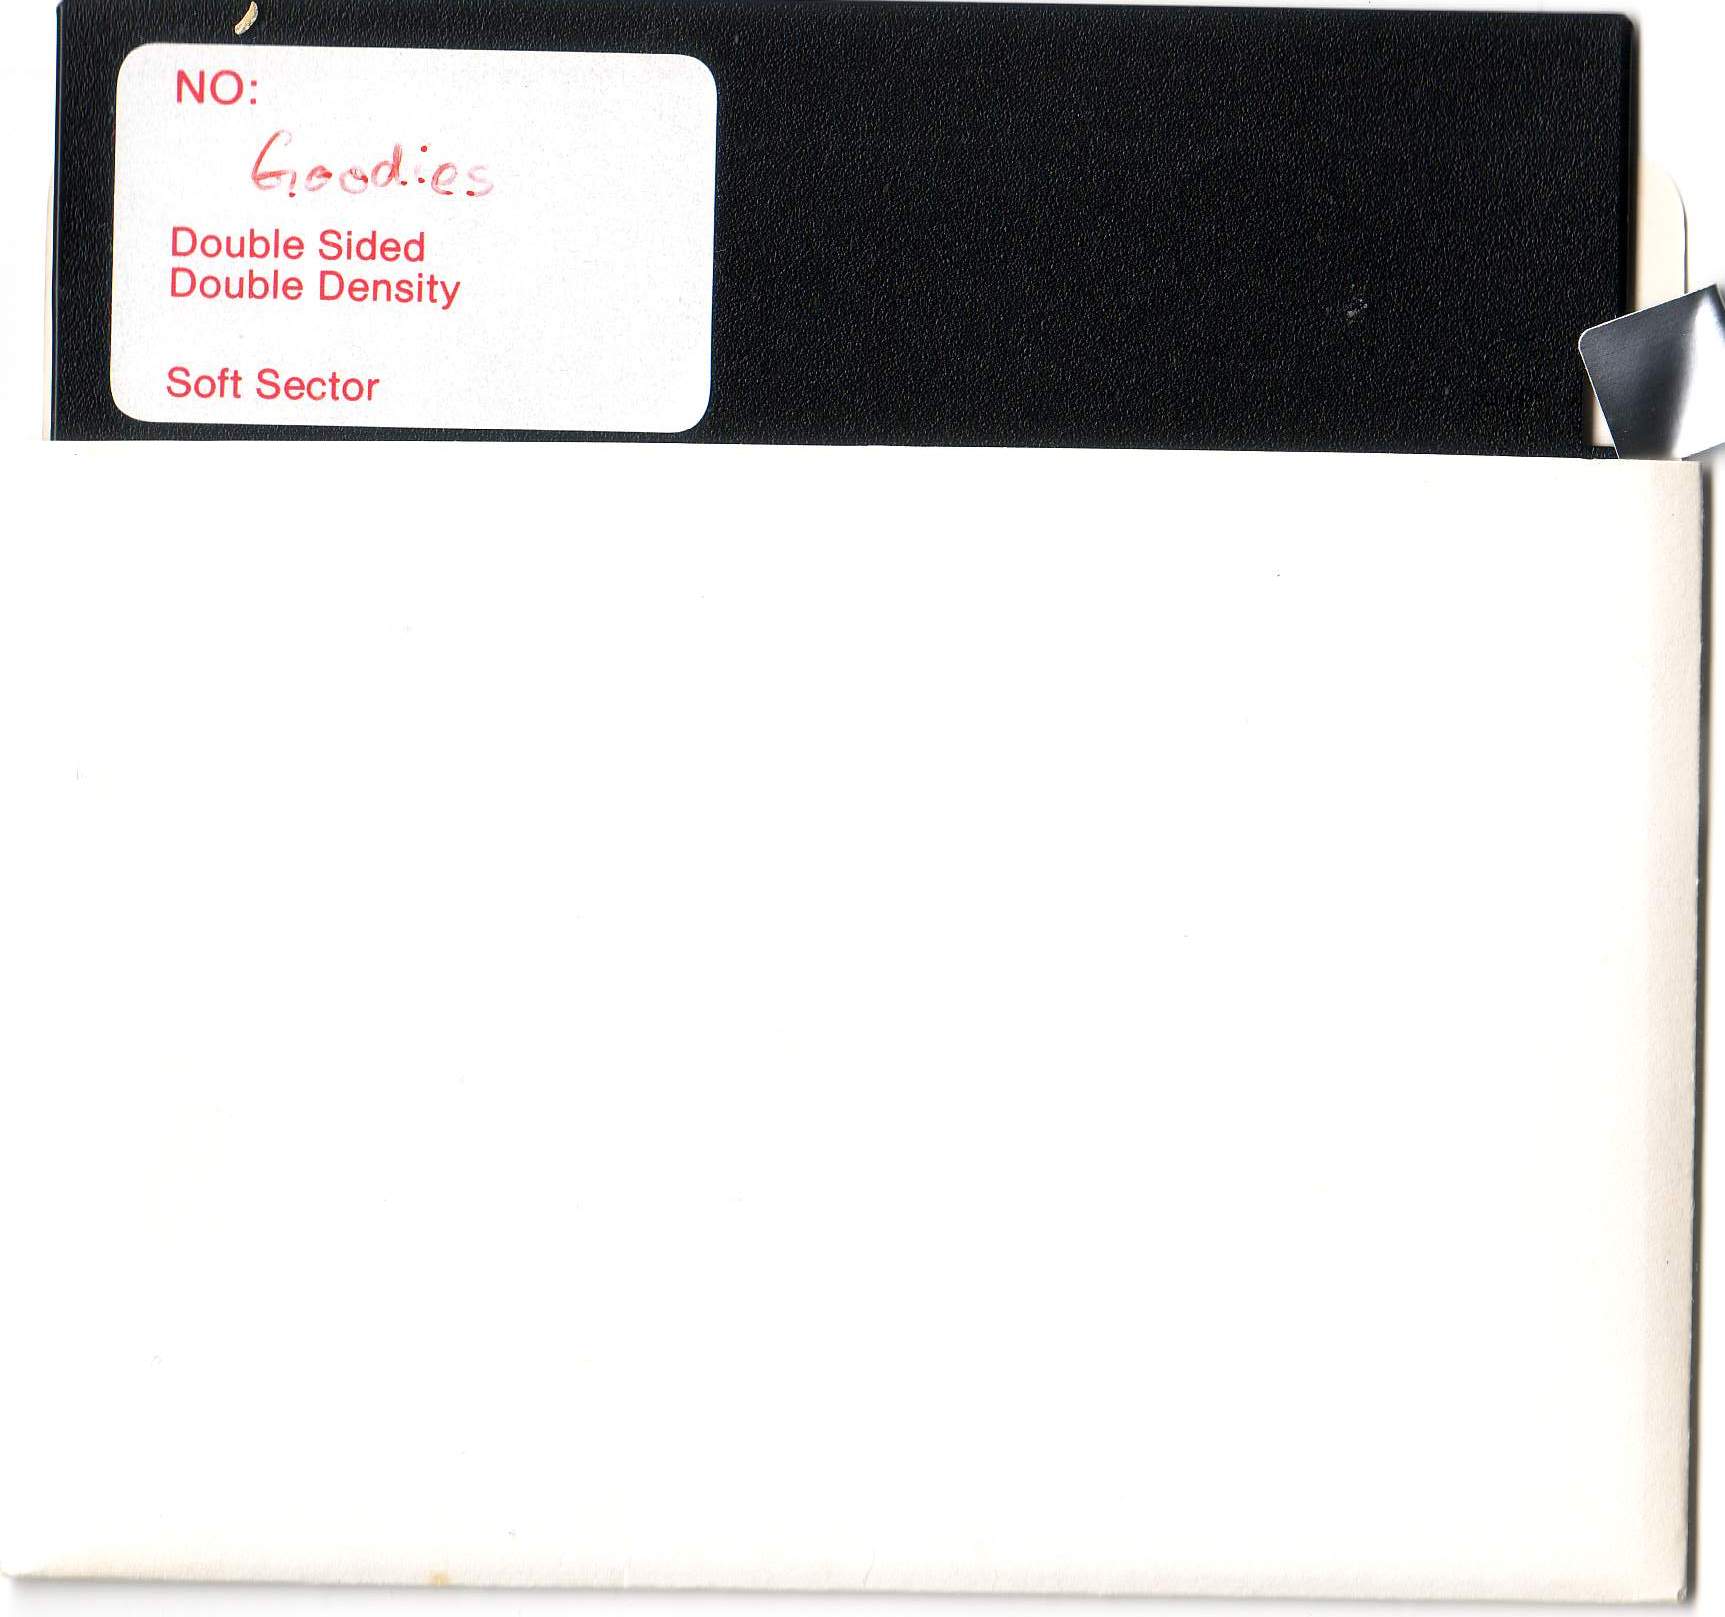 NO:
Goodies
Double Sided
Double Density
Soft Sector